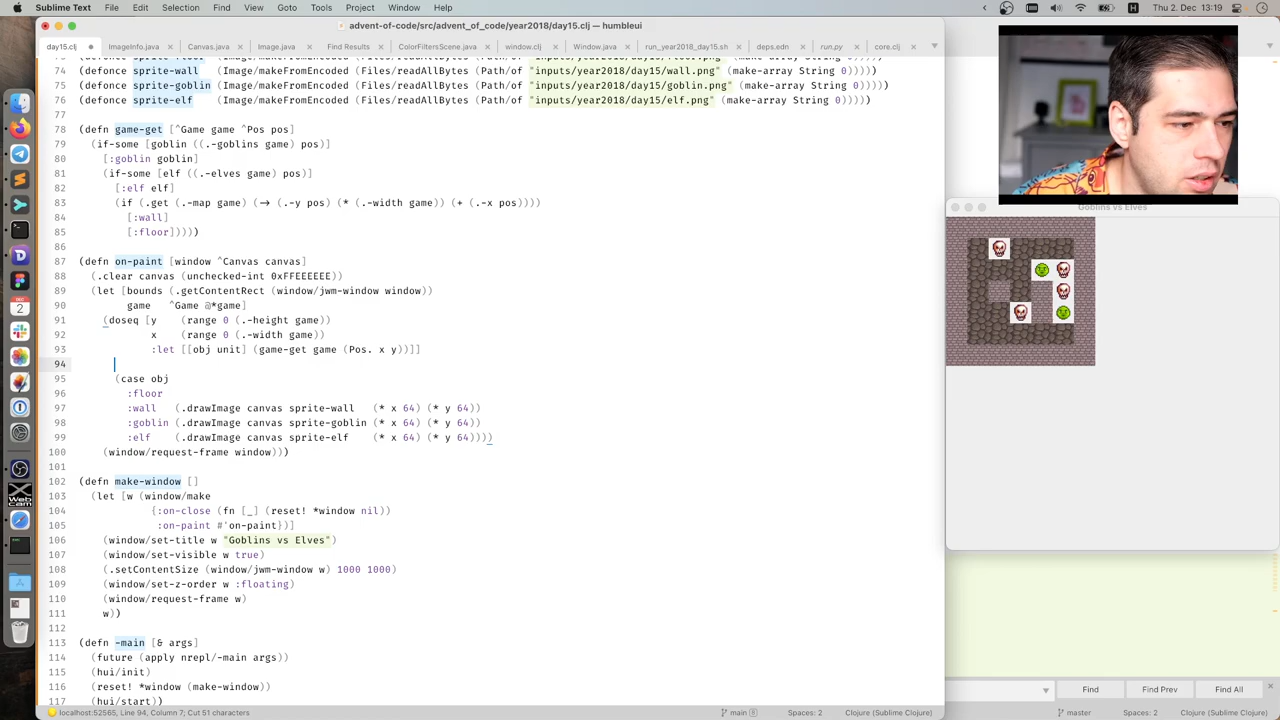 Sublime Text File Edit Selection Find View Goto Tools Project Window Help
Fri 2. Dec 13:19
advent-of-code/src/advent_of_code/year2018/day15.clj — humbleui
day15.clj ImageInfo.java Canvas.java Image.java Find Results ColorFiltersScene.java window.clj Window.java run_year2018_day15.sh deps.edn run.py core.clj
74 (defonce sprite-wall (Image/makeFromEncoded (Files/readAllBytes (Path/of "inputs/year2018/day15/wall.png" (make-array String 0)))))
75 (defonce sprite-goblin (Image/makeFromEncoded (Files/readAllBytes (Path/of "inputs/year2018/day15/goblin.png" (make-array String 0)))))
76 (defonce sprite-elf (Image/makeFromEncoded (Files/readAllBytes (Path/of "inputs/year2018/day15/elf.png" (make-array String 0)))))
77
78 (defn game-get [^Game game ^Pos pos]
79 (if-some [goblin ((.-goblins game) pos)]
80 [:goblin goblin]
81 (if-some [elf ((.-elves game) pos)]
82 [:elf elf]
83 (if (.get (.-map game) (-> (.-y pos) (* (.-width game)) (+ (.-x pos))))
84 [:wall]
85 [:floor]))))
86
87 (defn on-paint [window ^Canvas canvas]
88 (.clear canvas (unchecked-int 0xFFEEEEEE))
89 (let [bounds (.getContentRect (window/jwm-window window))
90 game ^Game @*game]
91 (doseq [y (range 0 (.-height game))
92 x (range 0 (.-width game))
93 :let [[obj unit] (game-get game (Pos. x y))]]
94
95 (case obj
96 :floor
97 :wall (.drawImage canvas sprite-wall (* x 64) (* y 64))
98 :goblin (.drawImage canvas sprite-goblin (* x 64) (* y 64))
99 :elf (.drawImage canvas sprite-elf (* x 64) (* y 64))))
100 (window/request-frame window)))
101
102 (defn make-window []
103 (let [w (window/make
104 {:on-close (fn [_] (reset! *window nil))
105 :on-paint #'on-paint})]
106 (window/set-title w "Goblins vs Elves")
107 (window/set-visible w true)
108 (.setContentSize (window/jwm-window w) 1000 1000)
109 (window/set-z-order w :floating)
110 (window/request-frame w)
111 w))
112
113 (defn -main [& args]
114 (future (apply nrepl/-main args))
115 (hui/init)
116 (reset! *window (make-window))
117 (hui/start))
Goblins vs Elves
Find Find Prev Find All
localhost:52565, Line 94, Column 7; Cut 51 characters main 8 Spaces: 2 Clojure (Sublime Clojure) master Spaces: 2 Clojure (Sublime Clojure)